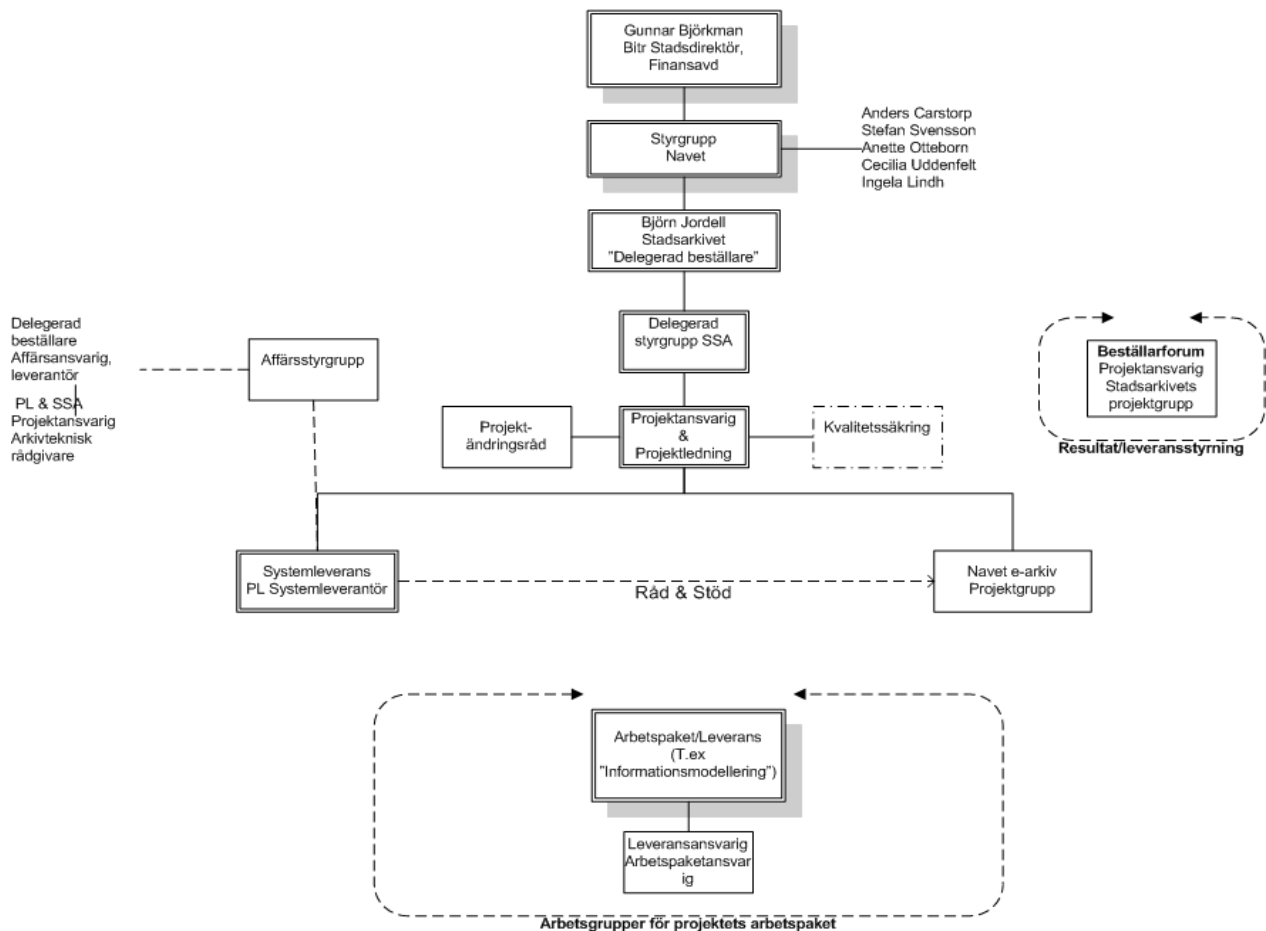 Gunnar Björkman
Bitr Stadsdirektör,
Finansavd
Styrgrupp
Navet
Anders Carstorp
Stefan Svensson
Anette Otteborn
Cecilia Uddenfelt
Ingela Lindh
Björn Jordell
Stadsarkivet
"Delegerad beställare"
Delegerad
styrgrupp SSA
Delegerad
beställare
Affärsansvarig,
leverantör
PL & SSA
Projektansvarig
Arkivteknisk
rådgivare
Affärsstyrgrupp
Beställarforum
Projektansvarig
Stadsarkivets
projektgrupp
Resultat/leveransstyrning
Projekt-
ändringsråd
Projektansvarig
&
Projektledning
Kvalitetssäkring
Systemleverans
PL Systemleverantör
Råd & Stöd
Navet e-arkiv
Projektgrupp
Arbetspaket/Leverans
(T.ex
"Informationsmodellering")
Leveransansvarig
Arbetspaketansvar
ig
Arbetsgrupper för projektets arbetspaket